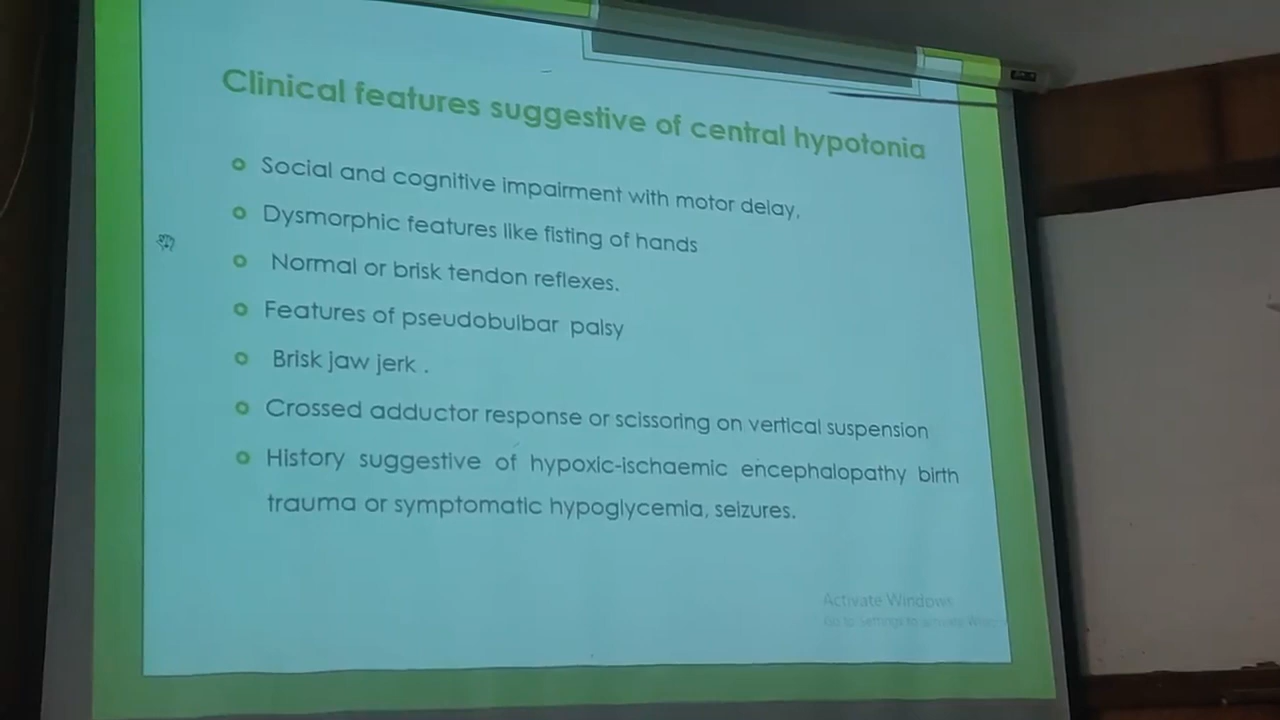 Clinical features suggestive of central hypotonia
Social and cognitive impairment with motor delay,
Dysmorphic features like fisting of hands
Normal or brisk tendon reflexes.
Features of pseudobulbar palsy
Brisk jaw jerk .
Crossed adductor response or scissoring on vertical suspension
History suggestive of hypoxic-ischaemic encephalopathy birth
trauma or symptomatic hypoglycemia, seizures.
Activate Windows
Go to Settings to activate